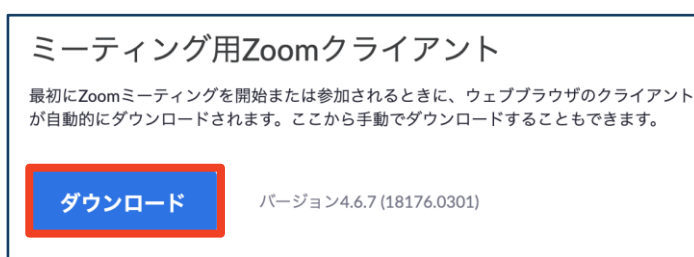 ミーティング用Zoomクライアント
最初にZoomミーティングを開始または参加されるときに、ウェブブラウザのクライアント
が自動的にダウンロードされます。ここから手動でダウンロードすることもできます。
ダウンロード
バージョン4.6.7 (18176.0301)